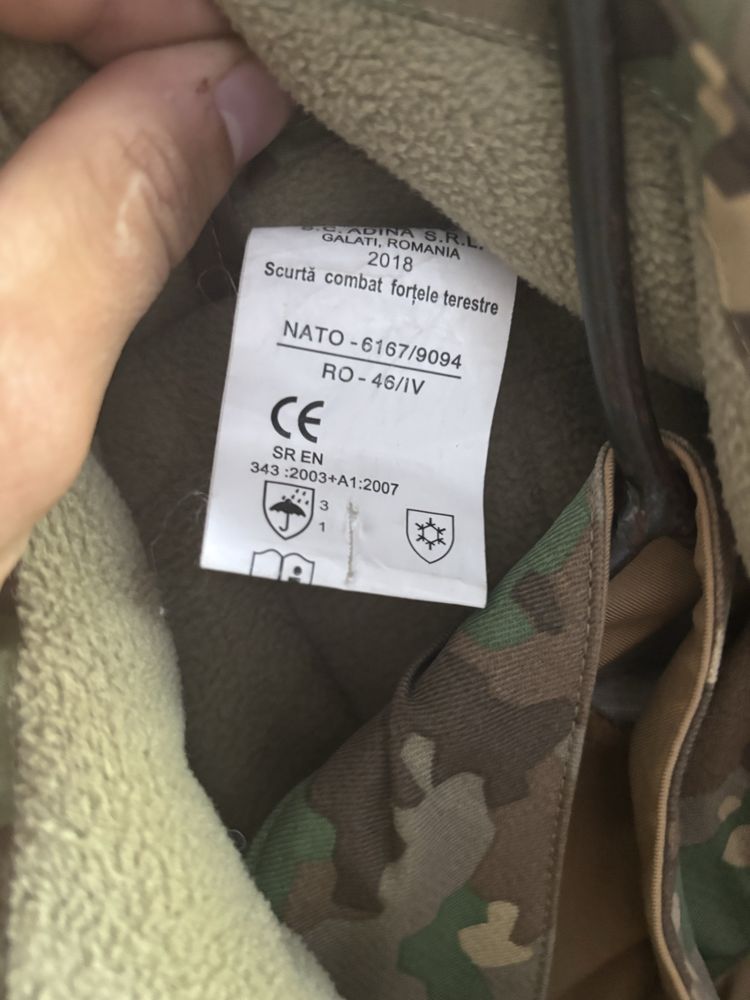 S.C. ADINA S.R.L.
GALATI, ROMANIA
2018
Scurtă combat forțele terestre
NATO - 6167/9094
RO - 46/IV
CE
SR EN
343 :2003+A1:2007
3
1
i